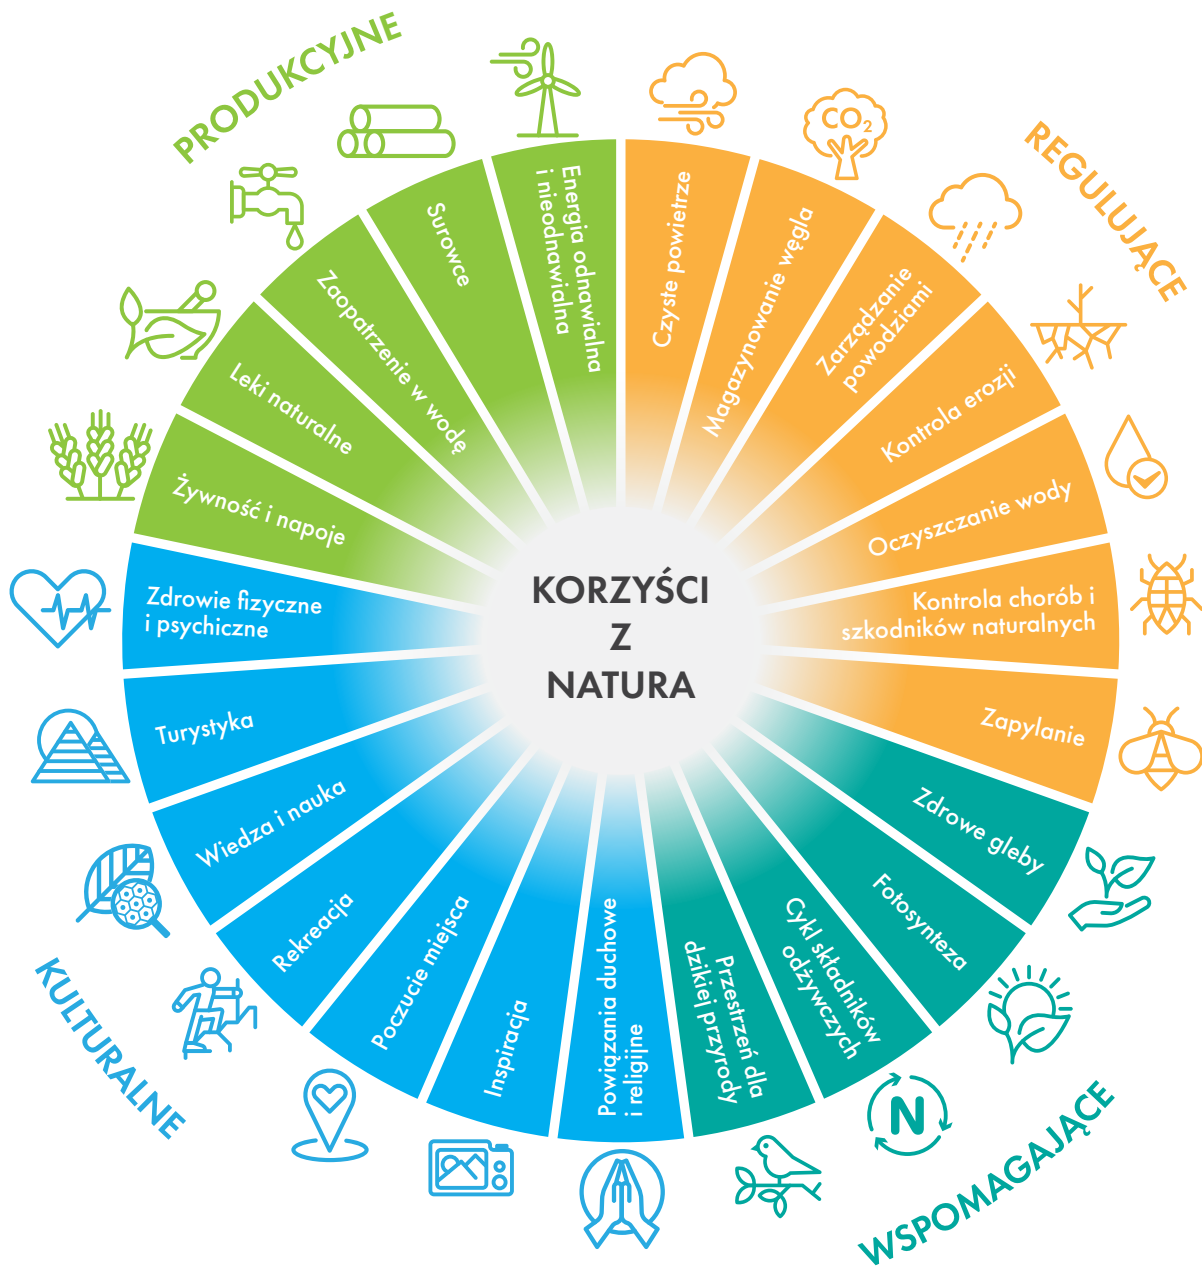 PRODUKCYJNE
REGULUJĄCE
KULTURALNE
WSPOMAGAJĄCE
KORZYŚCI
Z
NATURA
Energia odnawialna
i nieodnawialna
Surowce
Zaopatrzenie w wodę
Leki naturalne
Żywność i napoje
Czyste powietrze
Magazynowanie węgla
Zarządzanie
powodziami
Kontrola erozji
Oczyszczanie wody
Kontrola chorób i
szkodników naturalnych
Zapylanie
Zdrowe gleby
Fotosynteza
Cykl składników
odżywczych
Przestrzeń dla
dzikiej przyrody
Powiązania duchowe
i religijne
Inspiracja
Poczucie miejsca
Rekreacja
Wiedza i nauka
Turystyka
Zdrowie fizyczne
i psychiczne
CO₂
N